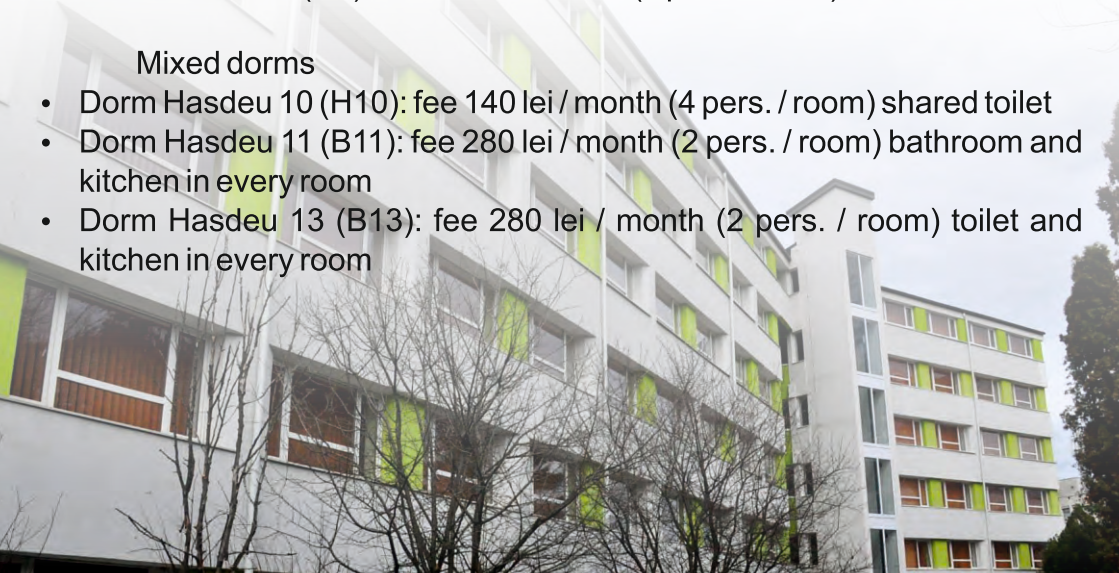 Mixed dorms
• Dorm Hasdeu 10 (H10): fee 140 lei / month (4 pers. / room) shared toilet
• Dorm Hasdeu 11 (B11): fee 280 lei / month (2 pers. / room) bathroom and
kitchen in every room
• Dorm Hasdeu 13 (B13): fee 280 lei / month (2 pers. / room) toilet and
kitchen in every room